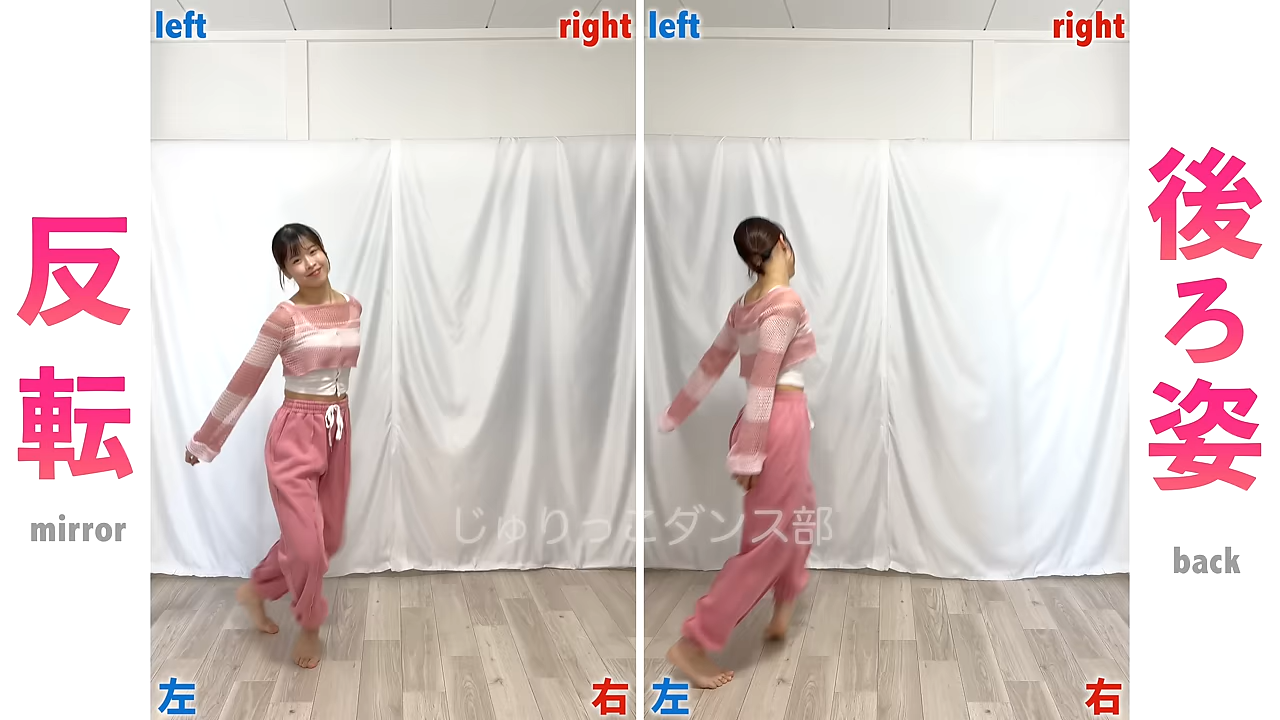 left
right
left
right
反転
mirror
後ろ姿
back
じゅりっこダンス部
左
右
左
右